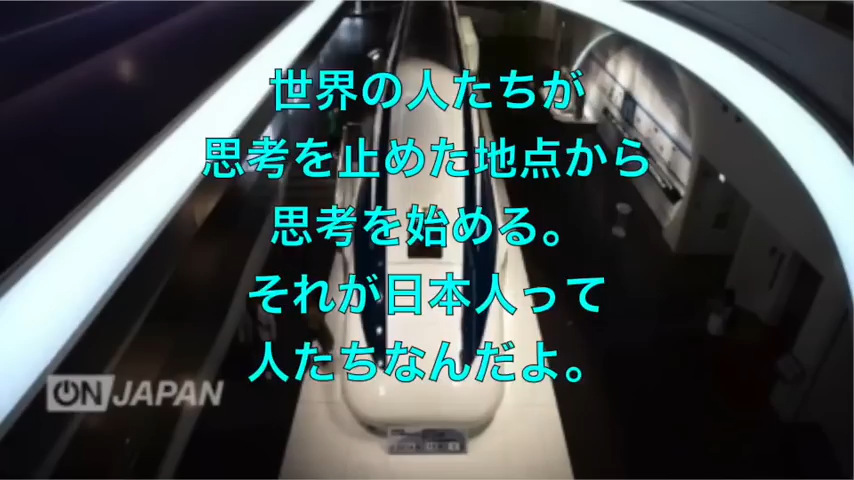 世界の人たちが
思考を止めた地点から
思考を始める。
それが日本人って
人たちなんだよ。
ON JAPAN